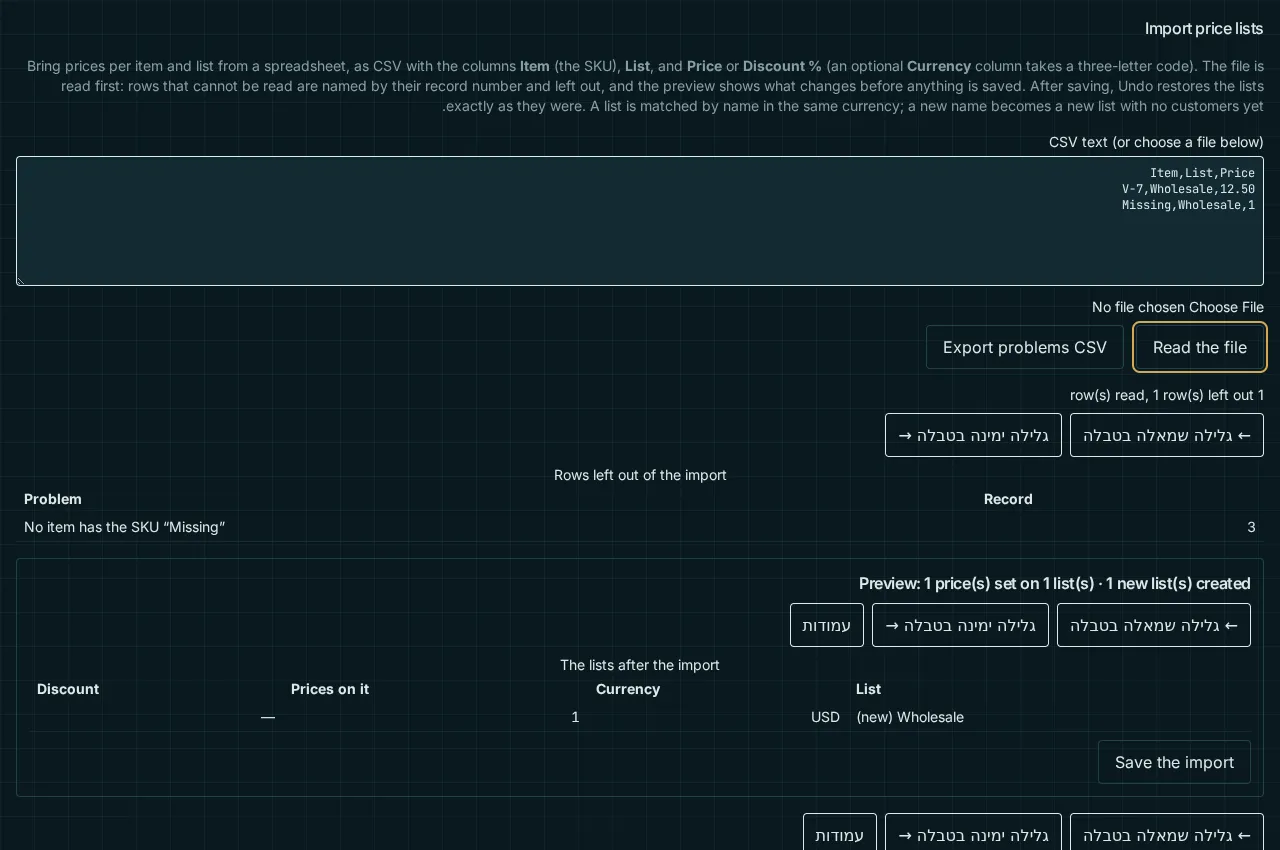 Import price lists
Bring prices per item and list from a spreadsheet, as CSV with the columns Item (the SKU), List, and Price or Discount % (an optional Currency column takes a three-letter code). The file is
read first: rows that cannot be read are named by their record number and left out, and the preview shows what changes before anything is saved. After saving, Undo restores the lists
.exactly as they were. A list is matched by name in the same currency; a new name becomes a new list with no customers yet
CSV text (or choose a file below)
Item,List,Price
V-7,Wholesale,12.50
Missing,Wholesale,1
No file chosen Choose File
Read the file
Export problems CSV
row(s) read, 1 row(s) left out 1
← גלילה שמאלה בטבלה
גלילה ימינה בטבלה →
Rows left out of the import
Record
Problem
3
No item has the SKU “Missing”
Preview: 1 price(s) set on 1 list(s) · 1 new list(s) created
← גלילה שמאלה בטבלה
גלילה ימינה בטבלה →
עמודות
The lists after the import
List
Currency
Prices on it
Discount
(new) Wholesale
USD
1
—
Save the import
← גלילה שמאלה בטבלה
גלילה ימינה בטבלה →
עמודות